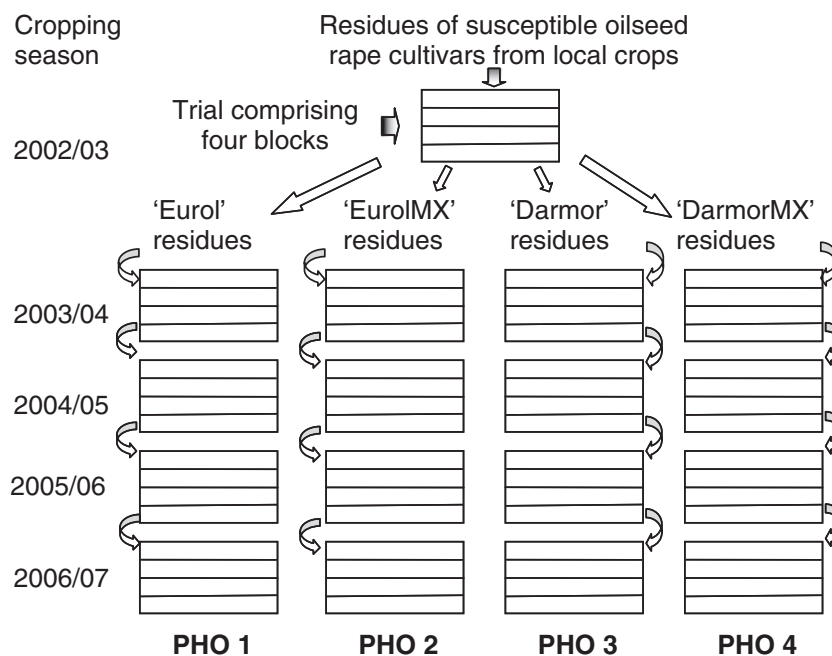 Cropping
season
Residues of susceptible oilseed
rape cultivars from local crops
Trial comprising
four blocks
2002/03
'Eurol'
residues
'EurolMX'
residues
'Darmor'
residues
'DarmorMX'
residues
2003/04
2004/05
2005/06
2006/07
PHO 1
PHO 2
PHO 3
PHO 4